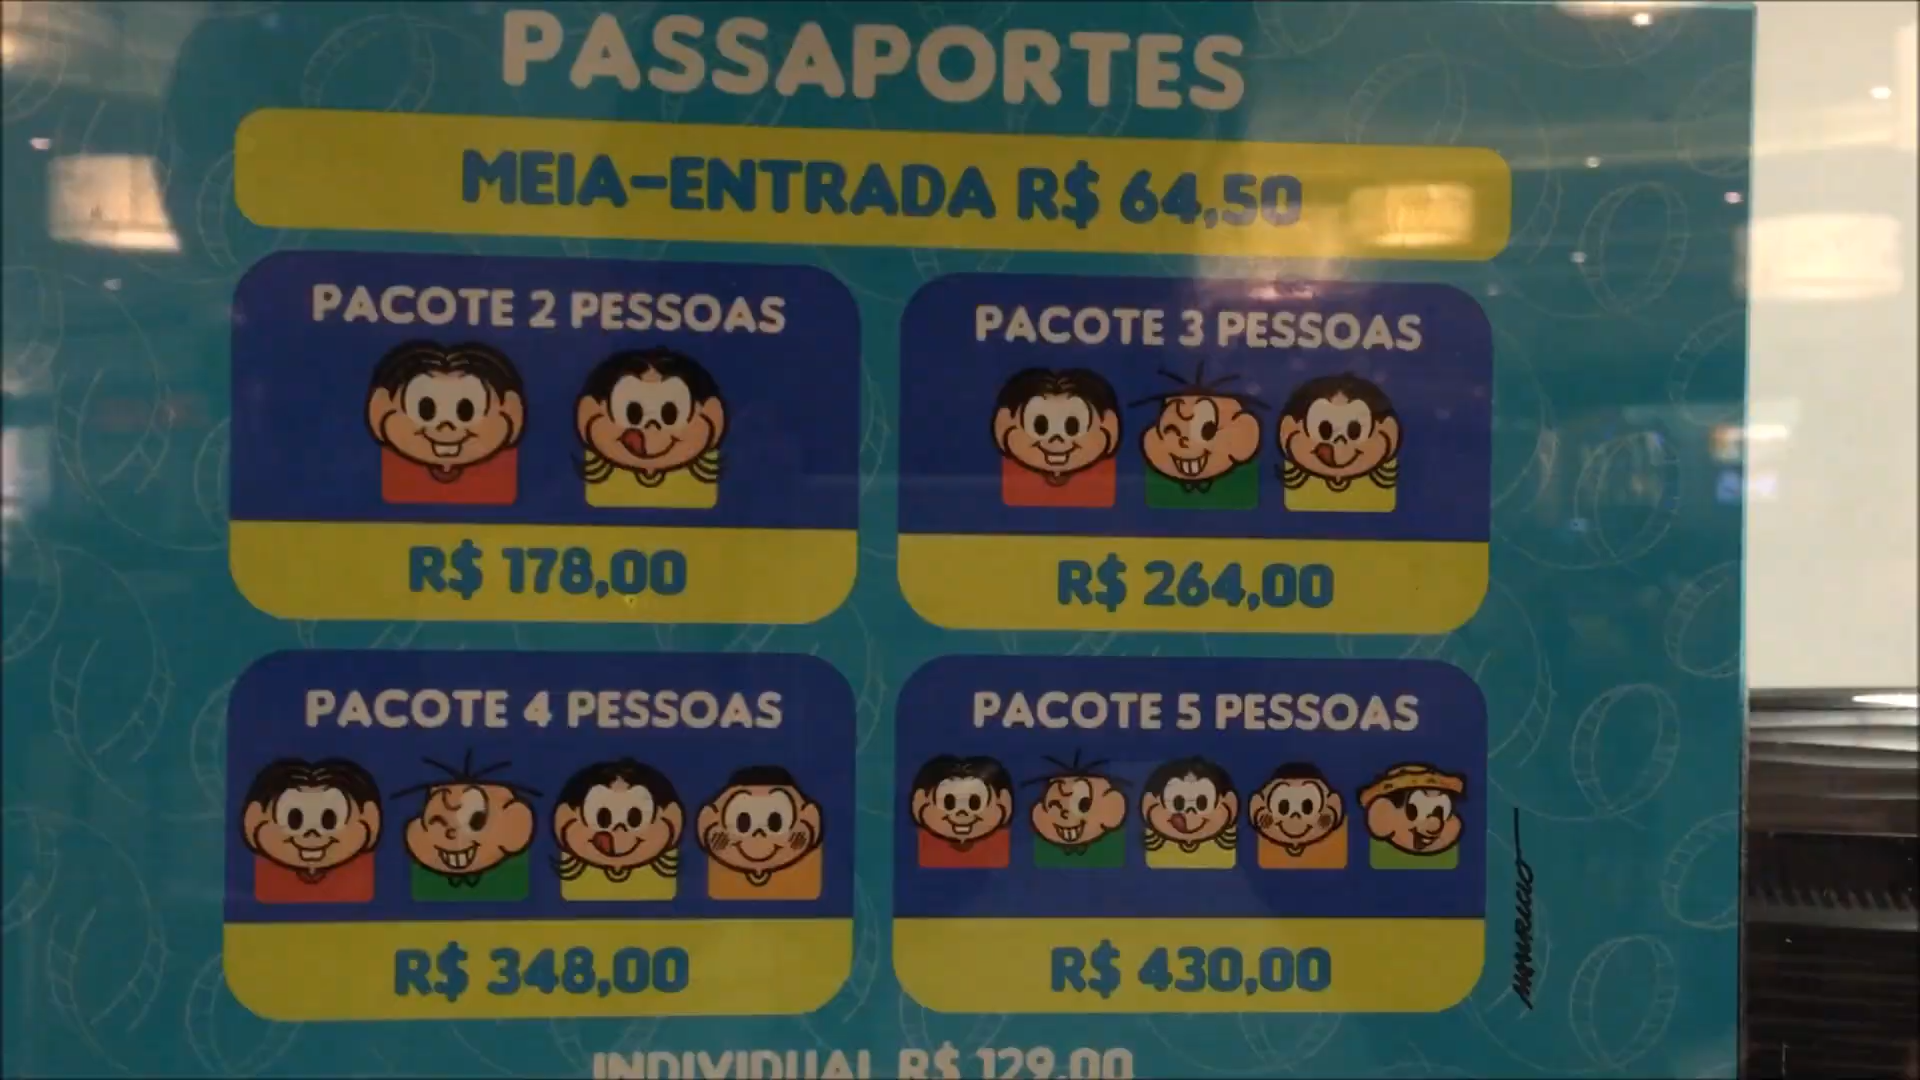 PASSAPORTES
MEIA-ENTRADA R$ 64,50
PACOTE 2 PESSOAS
R$ 178,00
PACOTE 3 PESSOAS
R$ 264,00
PACOTE 4 PESSOAS
R$ 348,00
PACOTE 5 PESSOAS
R$ 430,00
MAURICIO
INDIVIDUAL R$ 129,00